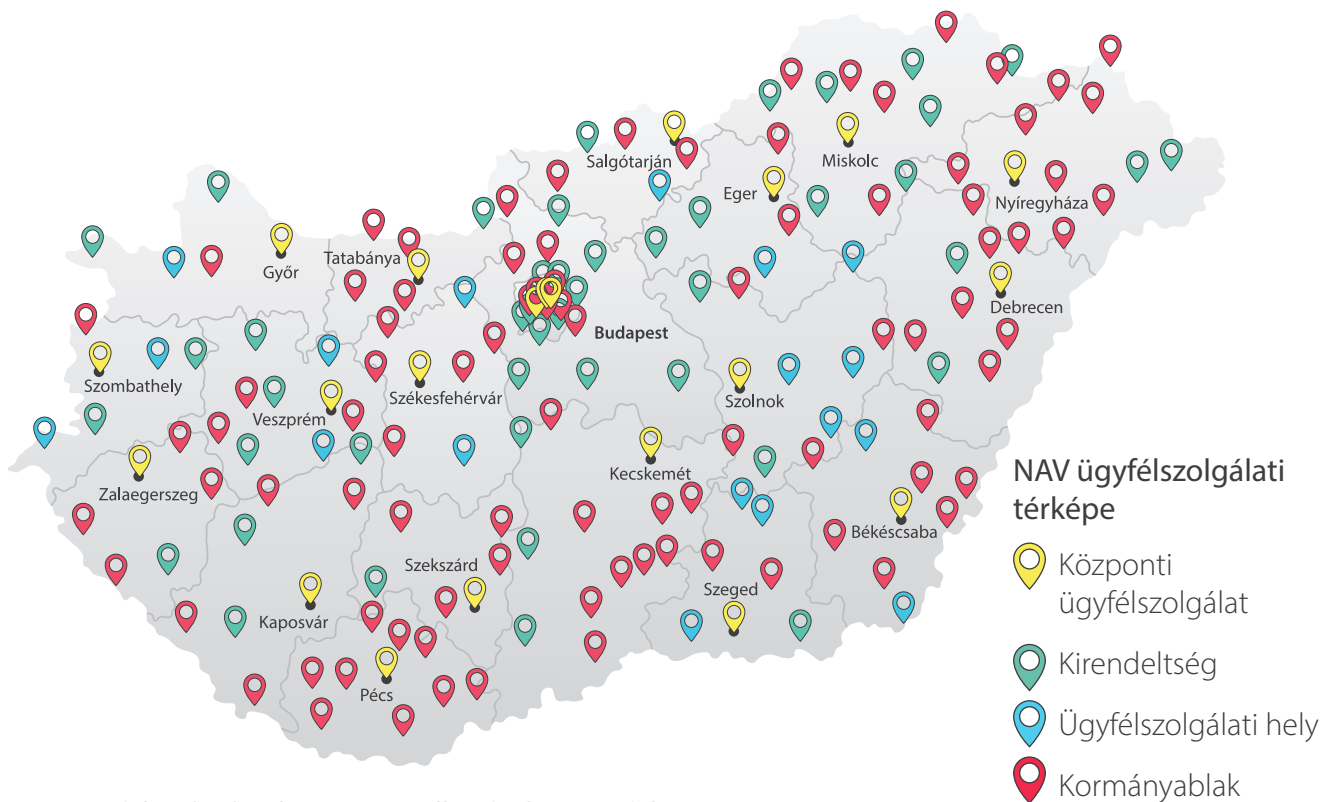 Salgótarján
Miskolc
Eger
Nyíregyháza
Győr
Tatabánya
Debrecen
Budapest
Szombathely
Székesfehérvár
Szolnok
Veszprém
Kecskemét
Zalaegerszeg
Békéscsaba
Szekszárd
Szeged
Kaposvár
Pécs
NAV ügyfélszolgálati
térképe
Központi
ügyfélszolgálat
Kirendeltség
Ügyfélszolgálati hely
Kormányablak